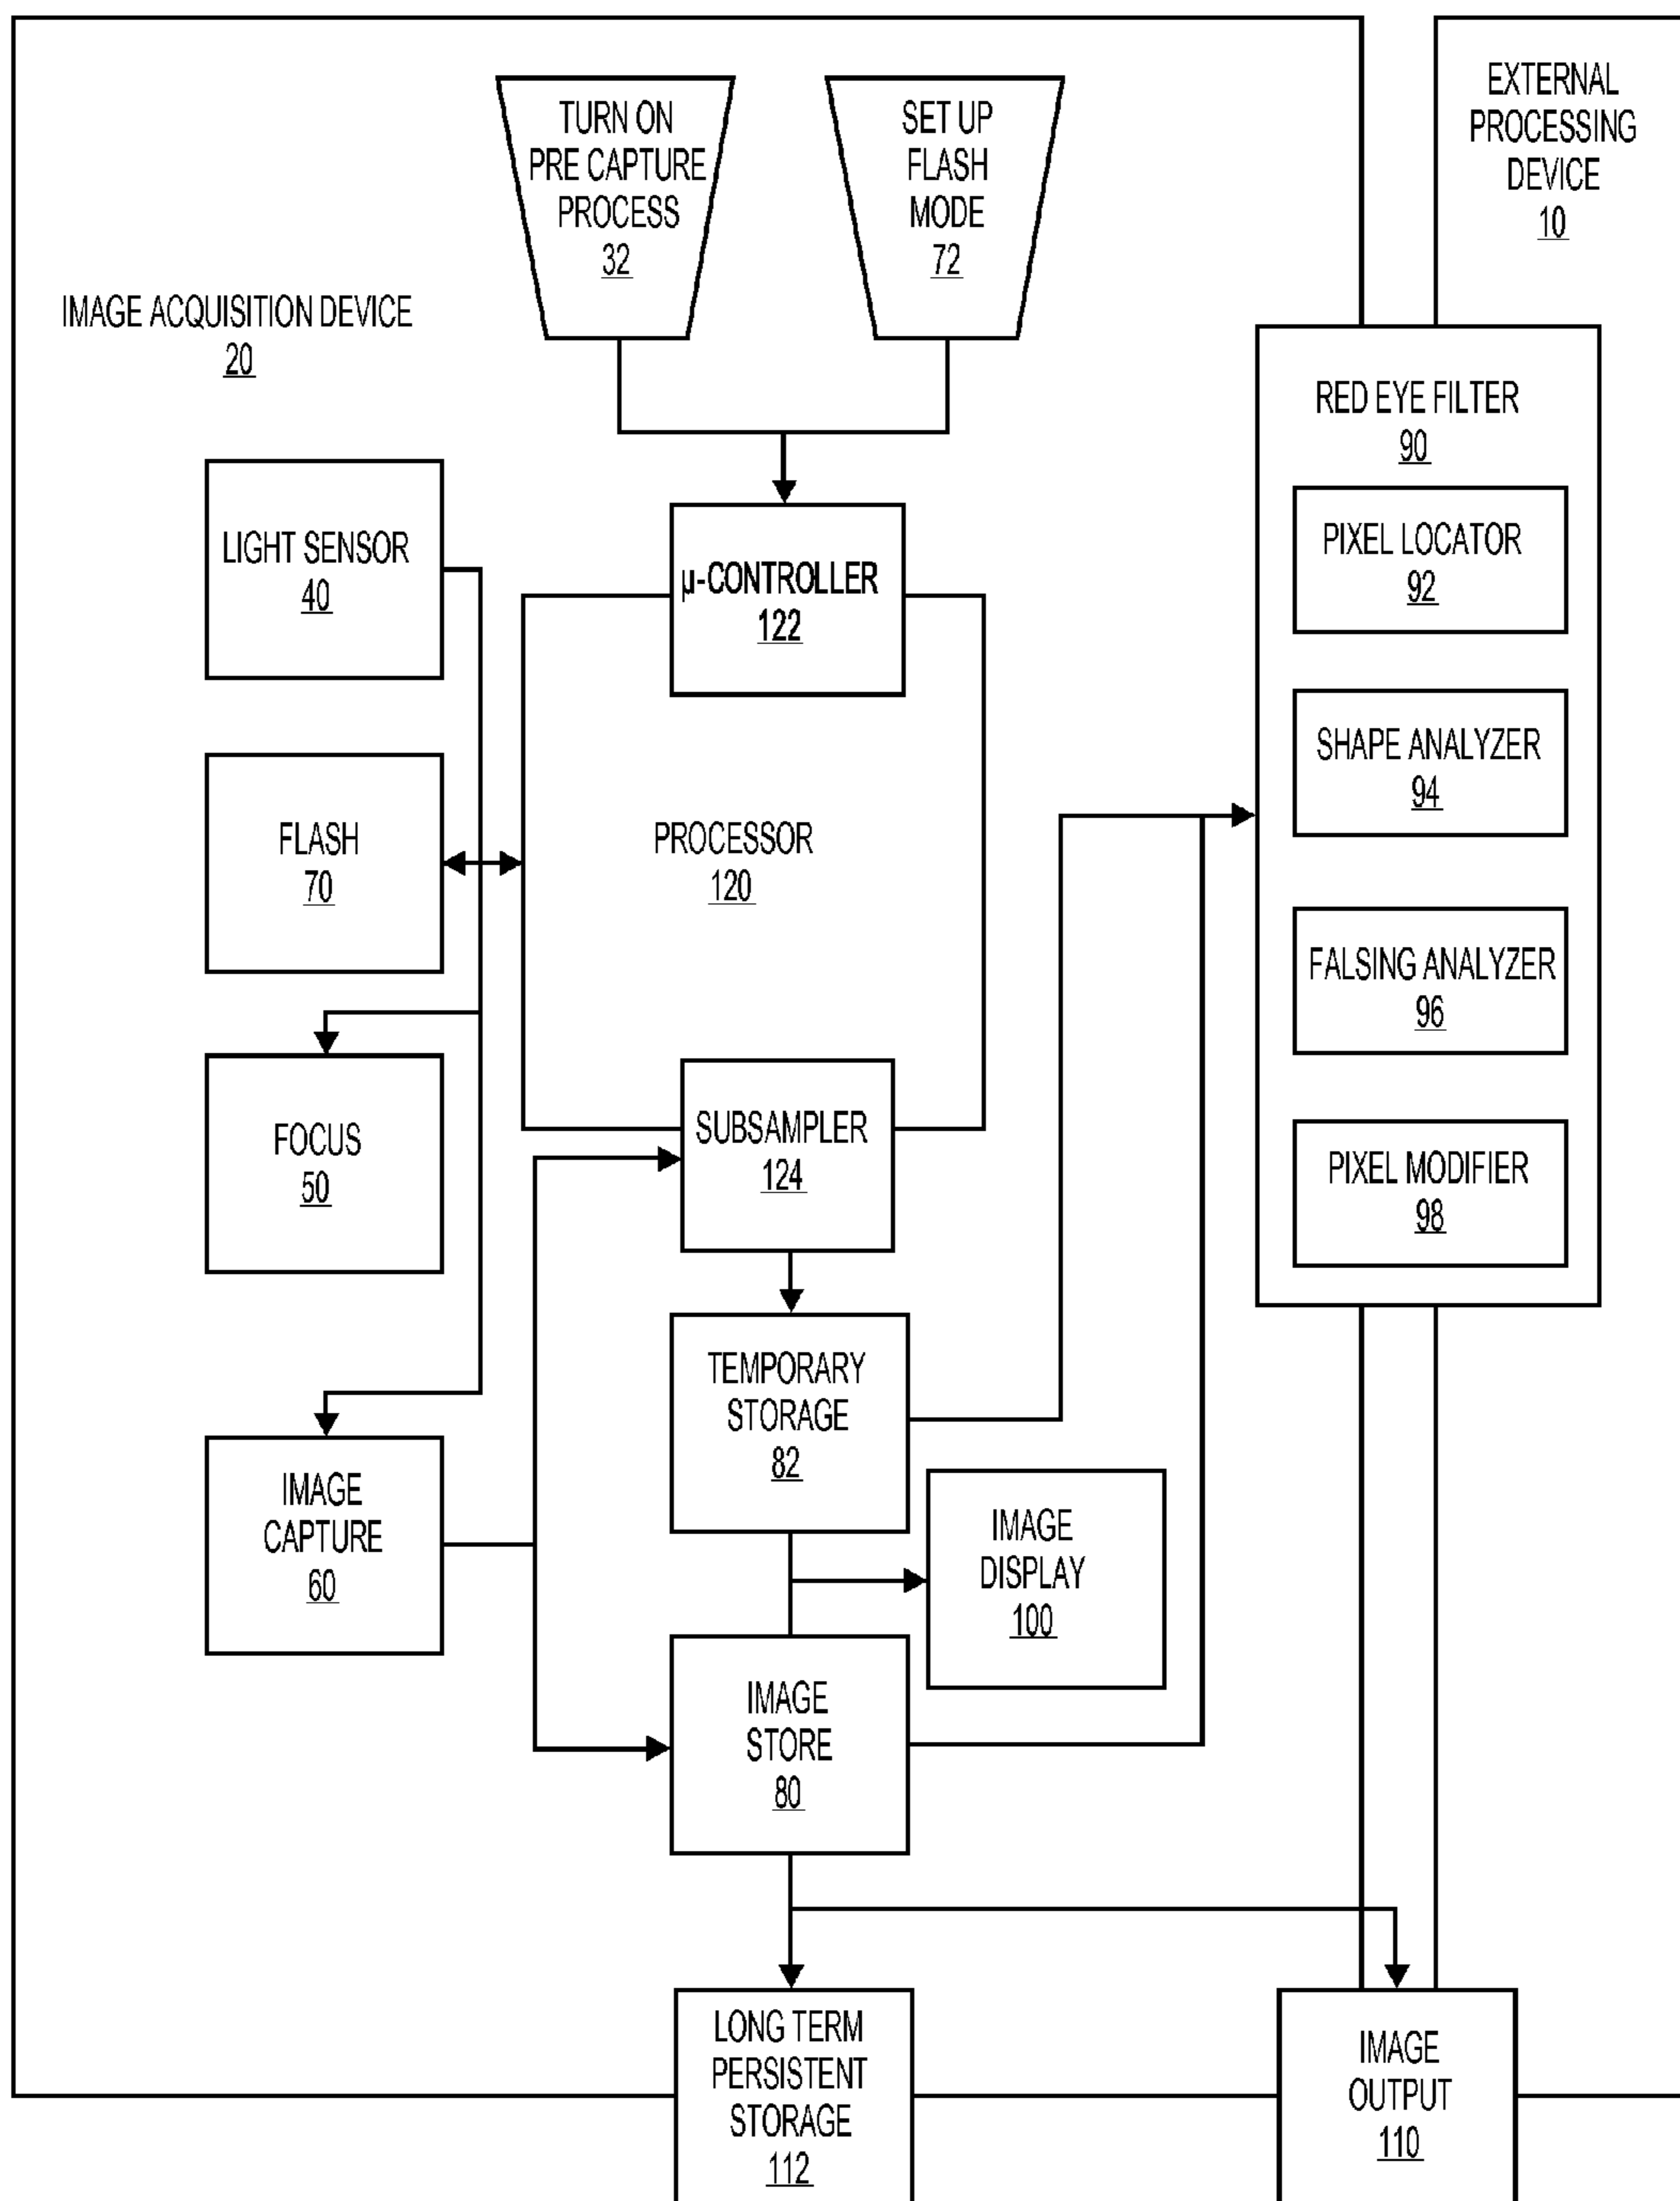 EXTERNAL
PROCESSING
DEVICE
10
TURN ON
PRE CAPTURE
PROCESS
32
SET UP
FLASH
MODE
72
IMAGE ACQUISITION DEVICE
20
RED EYE FILTER
90
LIGHT SENSOR
40
µ-CONTROLLER
122
PIXEL LOCATOR
92
SHAPE ANALYZER
94
FLASH
70
PROCESSOR
120
FALSING ANALYZER
96
FOCUS
50
SUBSAMPLER
124
PIXEL MODIFIER
98
TEMPORARY
STORAGE
82
IMAGE
CAPTURE
60
IMAGE
DISPLAY
100
IMAGE
STORE
80
LONG TERM
PERSISTENT
STORAGE
112
IMAGE
OUTPUT
110